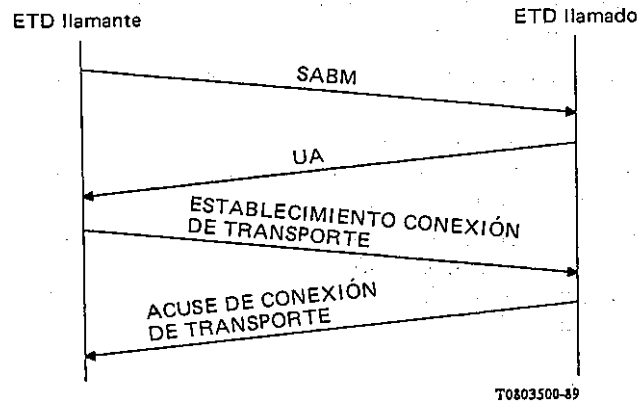 ETD llamante
ETD llamado
SABM
UA
ESTABLECIMIENTO CONEXIÓN
DE TRANSPORTE
ACUSE DE CONEXIÓN
DE TRANSPORTE
T0803500-89